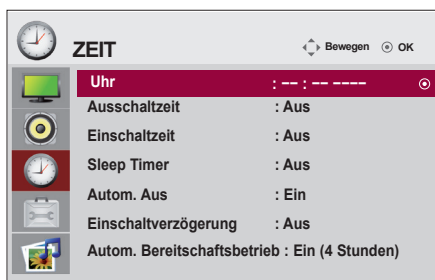 ZEIT Bewegen OK
Uhr : −− : −− −−−−
Ausschaltzeit : Aus
Einschaltzeit : Aus
Sleep Timer : Aus
Autom. Aus : Ein
Einschaltverzögerung : Aus
Autom. Bereitschaftsbetrieb : Ein (4 Stunden)